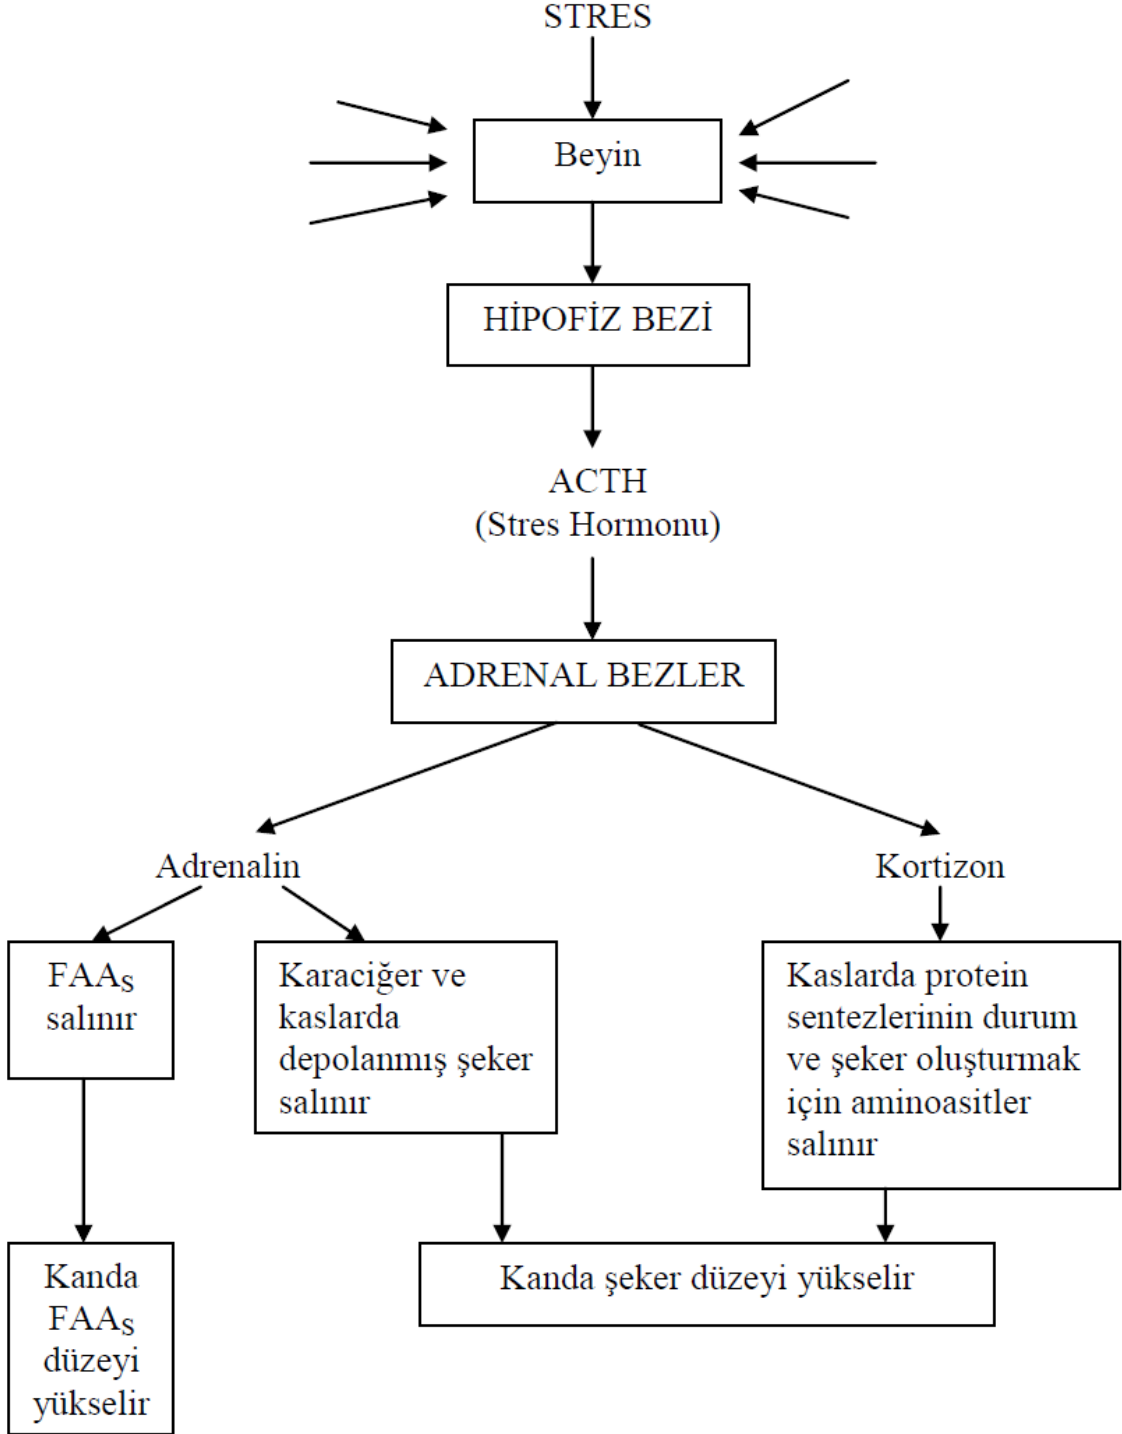 STRES
Beyin
HİPOFİZ BEZİ
ACTH
(Stres Hormonu)
ADRENAL BEZLER
Adrenalin
Kortizon
FAAS
salınır
Karaciğer ve
kaslarda
depolanmış şeker
salınır
Kaslarda protein
sentezlerinin durum
ve şeker oluşturmak
için aminoasitler
salınır
Kanda
FAAS
düzeyi
yükselir
Kanda şeker düzeyi yükselir